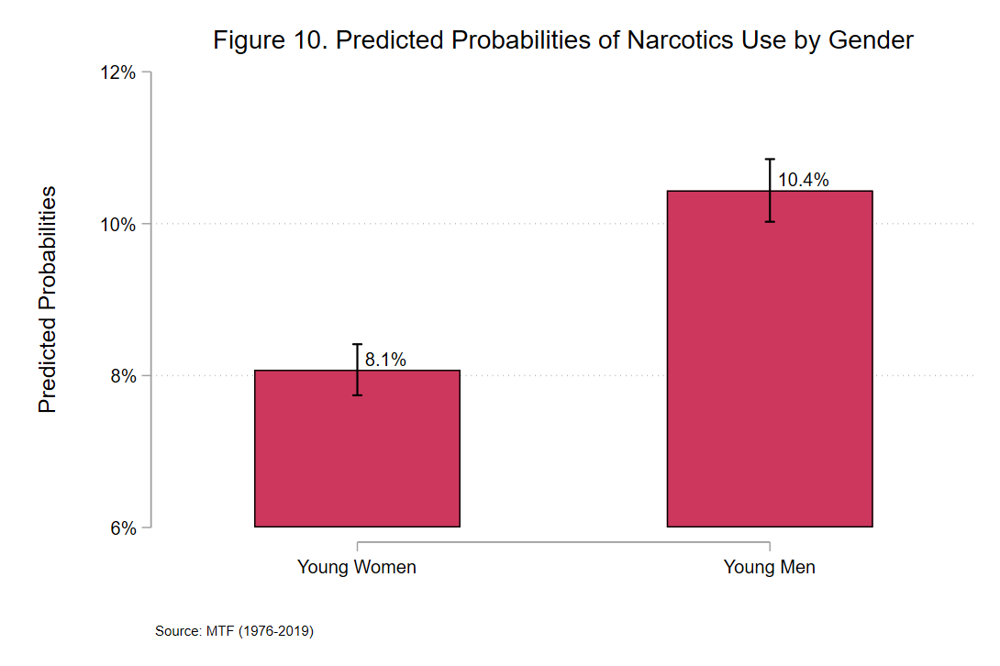 Figure 10. Predicted Probabilities of Narcotics Use by Gender
12%
10%
8%
6%
Predicted Probabilities
8.1%
10.4%
Young Women
Young Men
Source: MTF (1976-2019)